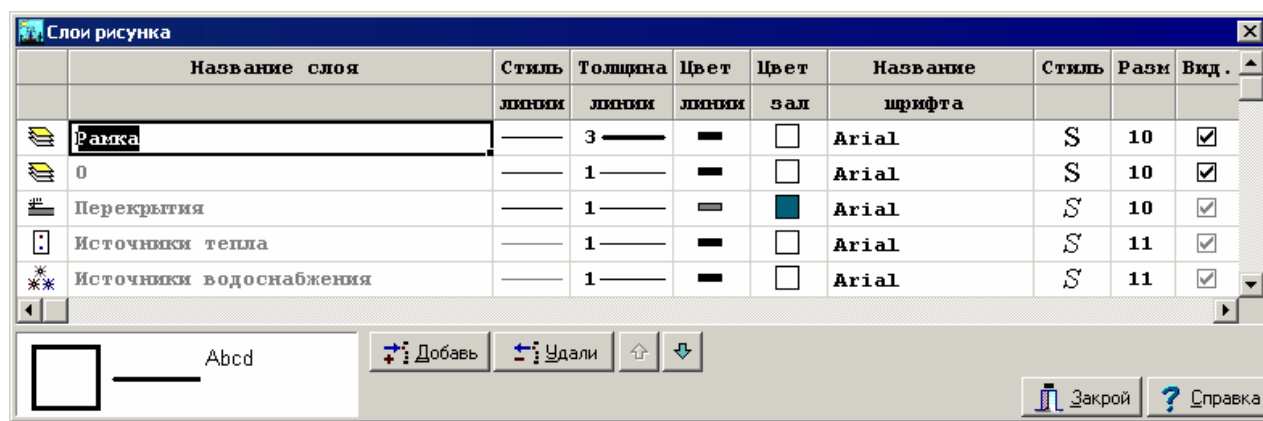 Слои рисунка
Название слоя Стиль Толщина Цвет Цвет Название Стиль Разм Вид.
линии линии линии зал шрифта
Рамка 3 Arial S 10
0 1 Arial S 10
Перекрытия 1 Arial S 10
Источники тепла 1 Arial S 11
Источники водоснабжения 1 Arial S 11
Abcd Добавь Удали
Закрой Справка